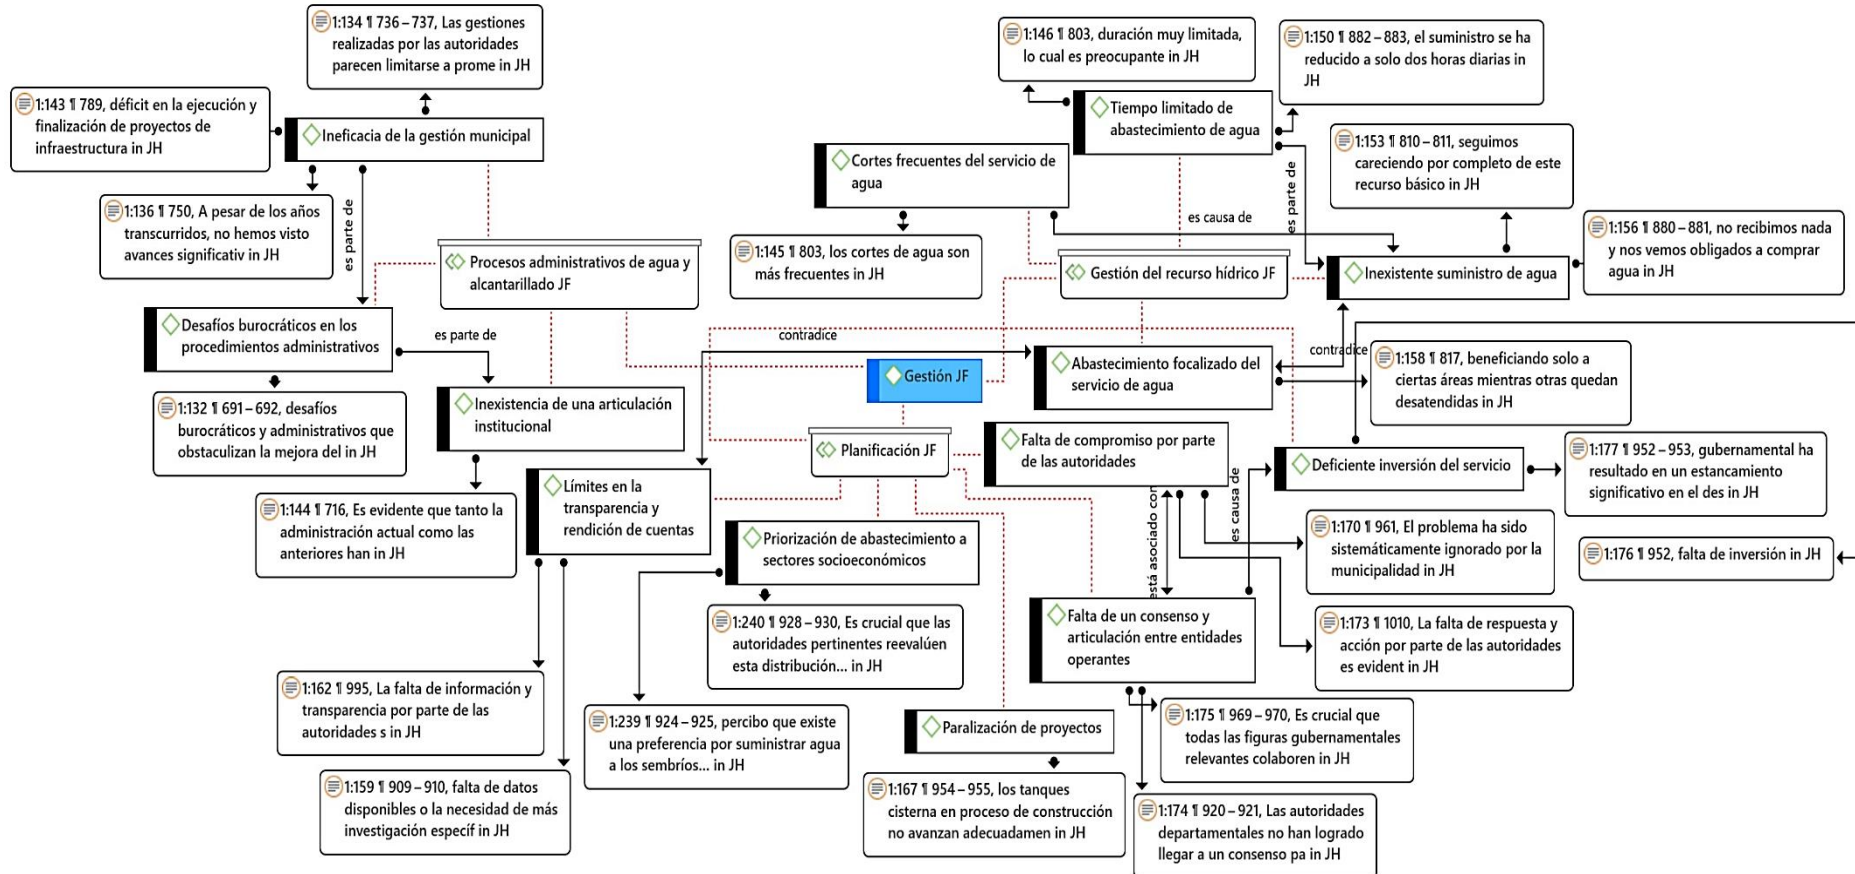 1:134 ¶ 736 – 737, Las gestiones
realizadas por las autoridades
parecen limitarse a prome in JH
1:143 ¶ 789, déficit en la ejecución y
finalización de proyectos de
infraestructura in JH
Ineficacia de la gestión municipal
1:136 ¶ 750, A pesar de los años
transcurridos, no hemos visto
avances significativ in JH
es parte de
1:146 ¶ 803, duración muy limitada,
lo cual es preocupante in JH
1:150 ¶ 882 – 883, el suministro se ha
reducido a solo dos horas diarias in
JH
Tiempo limitado de
abastecimiento de agua
Cortes frecuentes del servicio de
agua
1:153 ¶ 810 – 811, seguimos
careciendo por completo de este
recurso básico in JH
es causa de
es parte de
1:145 ¶ 803, los cortes de agua son
más frecuentes in JH
1:156 ¶ 880 – 881, no recibimos nada
y nos vemos obligados a comprar
agua in JH
Procesos administrativos de agua y
alcantarillado JF
Gestión del recurso hídrico JF
Inexistente suministro de agua
Desafíos burocráticos en los
procedimientos administrativos
es parte de
contradice
contradice
Abastecimiento focalizado del
servicio de agua
1:158 ¶ 817, beneficiando solo a
ciertas áreas mientras otras quedan
desatendidas in JH
Gestión JF
1:132 ¶ 691 – 692, desafíos
burocráticos y administrativos que
obstaculizan la mejora del in JH
Inexistencia de una articulación
institucional
Planificación JF
Falta de compromiso por parte
de las autoridades
Deficiente inversión del servicio
1:177 ¶ 952 – 953, gubernamental ha
resultado en un estancamiento
significativo en el des in JH
Límites en la
transparencia y
rendición de cuentas
1:144 ¶ 716, Es evidente que tanto la
administración actual como las
anteriores han in JH
Priorización de abastecimiento a
sectores socioeconómicos
está asociado con
es causa de
1:170 ¶ 961, El problema ha sido
sistemáticamente ignorado por la
municipalidad in JH
1:176 ¶ 952, falta de inversión in JH
1:240 ¶ 928 – 930, Es crucial que las
autoridades pertinentes reevalúen
esta distribución... in JH
Falta de un consenso y
articulación entre entidades
operantes
1:173 ¶ 1010, La falta de respuesta y
acción por parte de las autoridades
es evident in JH
1:162 ¶ 995, La falta de información y
transparencia por parte de las
autoridades s in JH
1:239 ¶ 924 – 925, percibo que existe
una preferencia por suministrar agua
a los sembríos... in JH
Paralización de proyectos
1:175 ¶ 969 – 970, Es crucial que
todas las figuras gubernamentales
relevantes colaboren in JH
1:159 ¶ 909 – 910, falta de datos
disponibles o la necesidad de más
investigación específ in JH
1:167 ¶ 954 – 955, los tanques
cisterna en proceso de construcción
no avanzan adecuadamen in JH
1:174 ¶ 920 – 921, Las autoridades
departamentales no han logrado
llegar a un consenso pa in JH